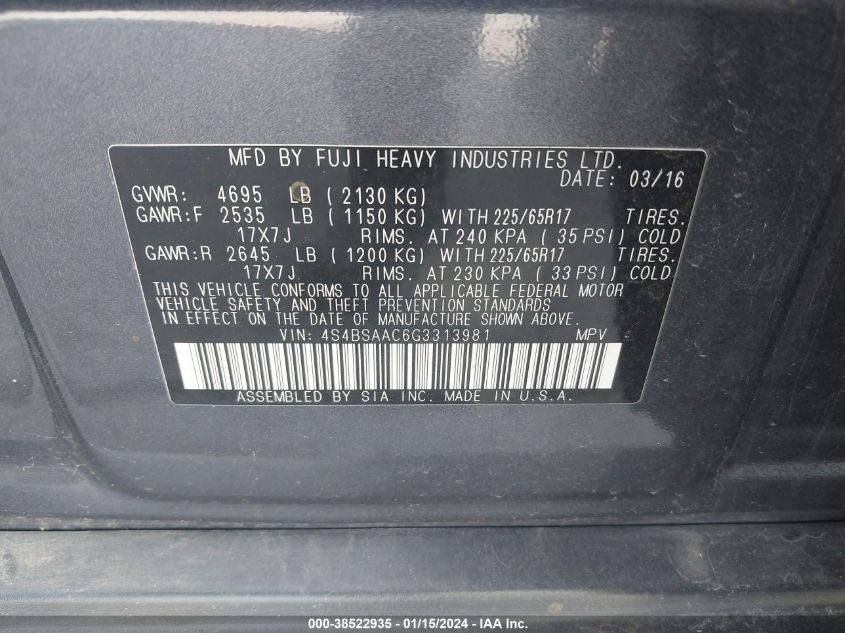 MFD BY FUJI HEAVY INDUSTRIES LTD.
DATE: 03/16
GVWR: 4695 LB ( 2130 KG)
GAWR:F 2535 LB ( 1150 KG) WITH 225/65R17 TIRES.
17X7J RIMS. AT 240 KPA ( 35 PSI) COLD
GAWR:R 2645 LB ( 1200 KG) WITH 225/65R17 TIRES.
17X7J RIMS. AT 230 KPA ( 33 PSI) COLD
THIS VEHICLE CONFORMS TO ALL APPLICABLE FEDERAL MOTOR
VEHICLE SAFETY AND THEFT PREVENTION STANDARDS
IN EFFECT ON THE DATE OF MANUFACTURE SHOWN ABOVE.
VIN: 4S4BSAAC6G3313981 MPV
ASSEMBLED BY SIA INC. MADE IN U.S.A.
000-38522935 - 01/15/2024 - IAA Inc.